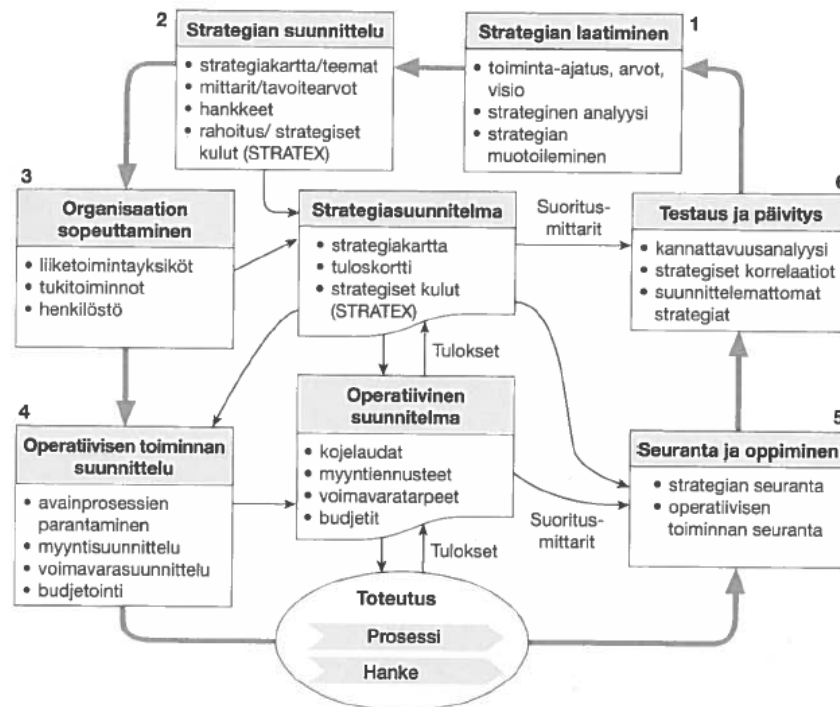 2
Strategian suunnittelu
• strategiakartta/teemat
• mittarit/tavoitearvot
• hankkeet
• rahoitus/ strategiset
kulut (STRATEX)
1
Strategian laatiminen
• toiminta-ajatus, arvot,
visio
• strateginen analyysi
• strategian
muotoileminen
3
Organisaation
sopeuttaminen
• liiketoimintayksiköt
• tukitoiminnot
• henkilöstö
Strategiasuunnitelma
• strategiakartta
• tuloskortti
• strategiset kulut
(STRATEX)
Suoritus-
mittarit
6
Testaus ja päivitys
• kannattavuusanalyysi
• strategiset korrelaatiot
• suunnittelemattomat
strategiat
Tulokset
4
Operatiivisen toiminnan
suunnittelu
• avainprosessien
parantaminen
• myyntisuunnittelu
• voimavarasuunnittelu
• budjetointi
Operatiivinen
suunnitelma
• kojelaudat
• myyntiennusteet
• voimavaratarpeet
• budjetit
Suoritus-
mittarit
5
Seuranta ja oppiminen
• strategian seuranta
• operatiivisen
toiminnan seuranta
Tulokset
Toteutus
Prosessi
Hanke